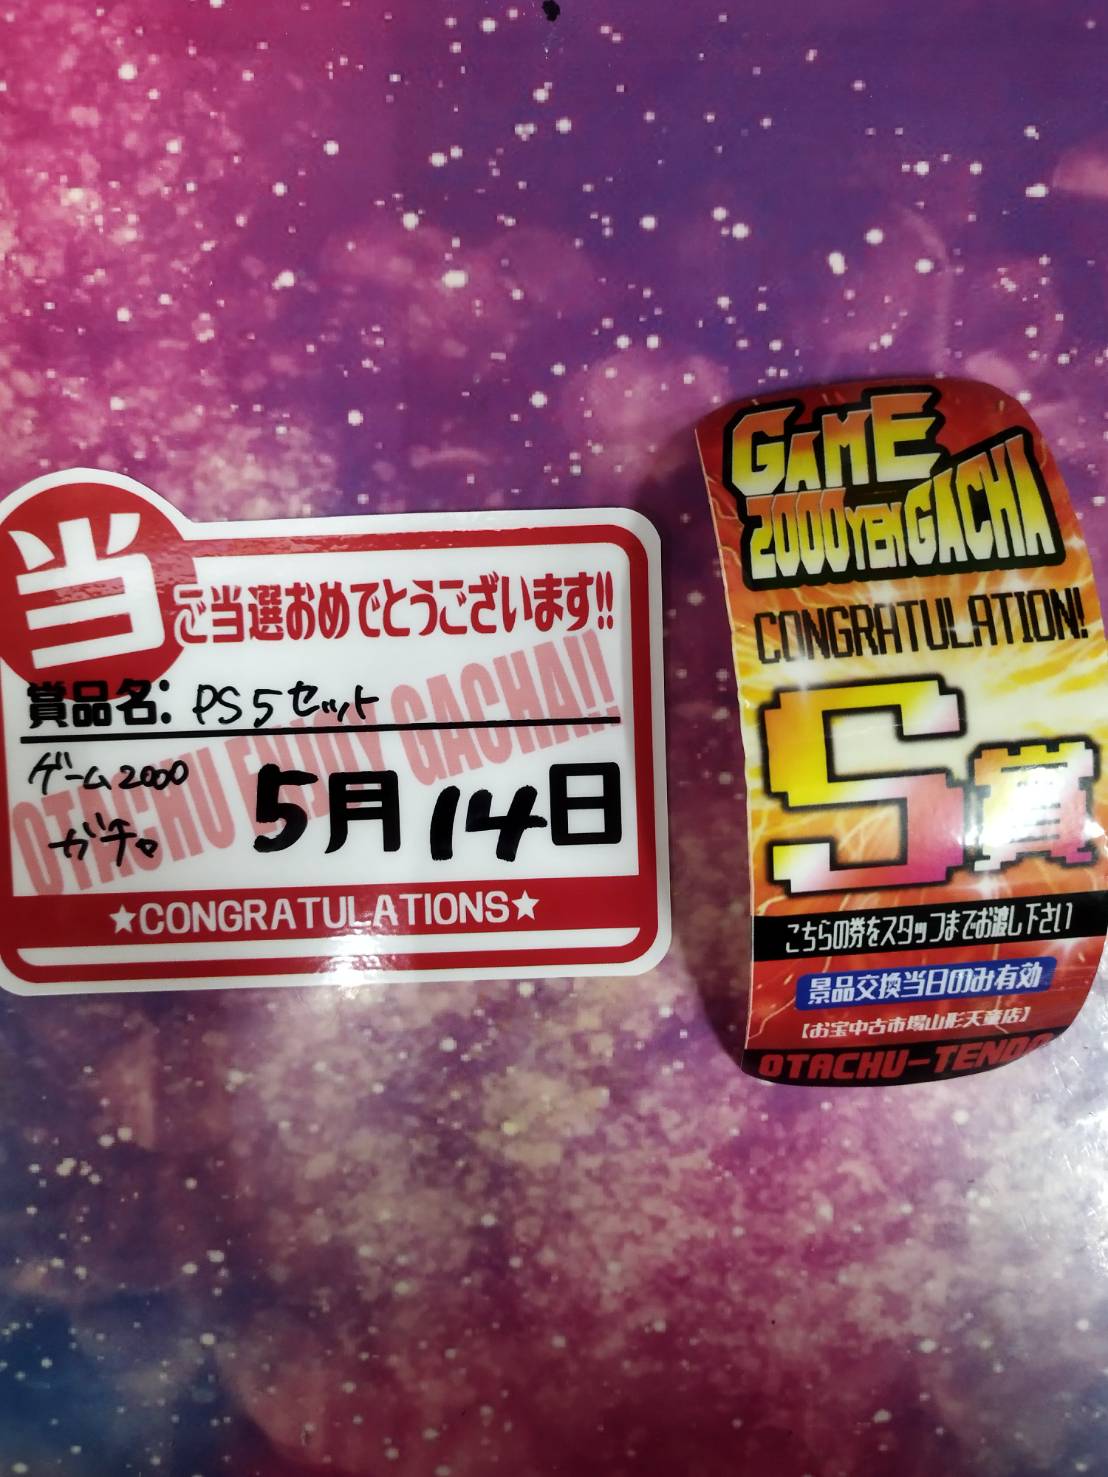 当
ご当選おめでとうございます!!
賞品名: PS5セット
OTACHU ENJOY GACHA!!
ゲーム2000
ガチャ
5月14日
★CONGRATULATIONS★
GAME
2000YEN GACHA
CONGRATULATION!
S賞
こちらの券をスタッフまでお渡し下さい
景品交換当日のみ有効
【お宝中古市場山形天童店】
OTACHU-TENDO